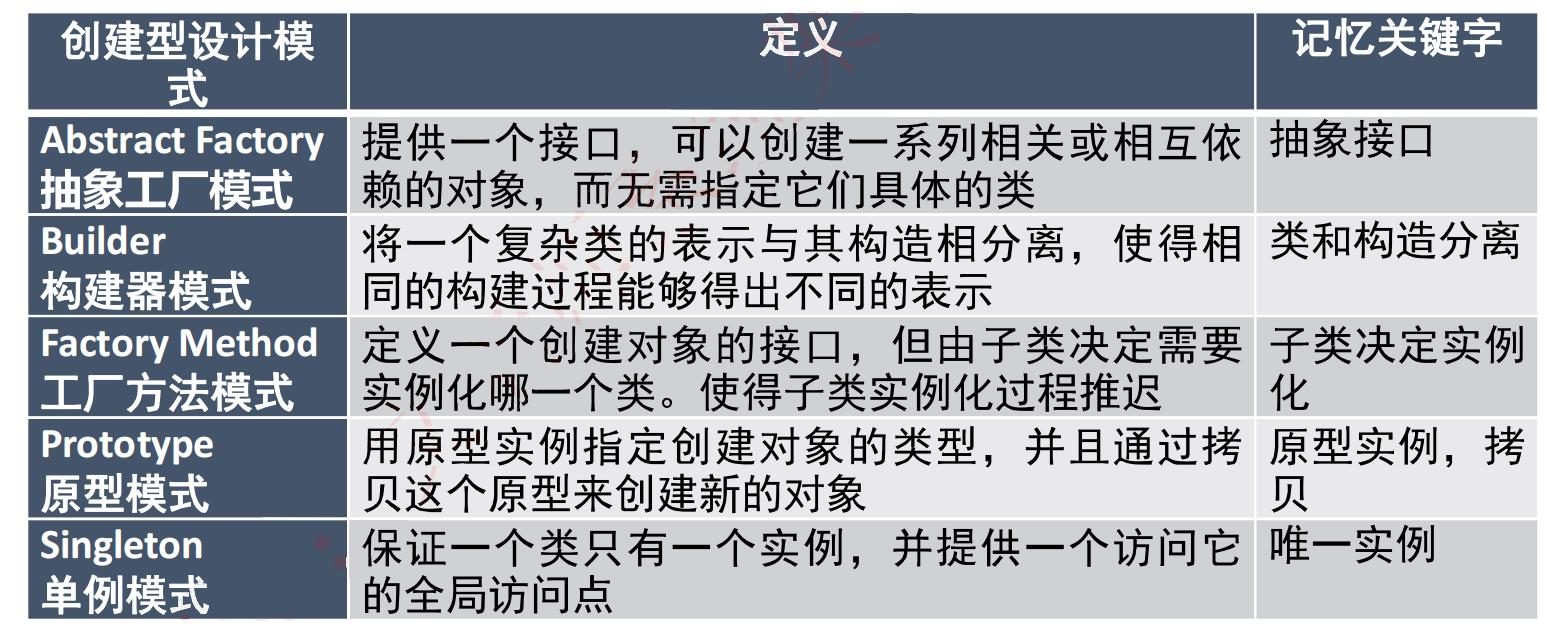 创建型设计模
式
定义
记忆关键字
Abstract Factory
抽象工厂模式
提供一个接口，可以创建一系列相关或相互依
赖的对象，而无需指定它们具体的类
抽象接口
Builder
构建器模式
将一个复杂类的表示与其构造相分离，使得相
同的构建过程能够得出不同的表示
类和构造分离
Factory Method
工厂方法模式
定义一个创建对象的接口，但由子类决定需要
实例化哪一个类。使得子类实例化过程推迟
子类决定实例
化
Prototype
原型模式
用原型实例指定创建对象的类型，并且通过拷
贝这个原型来创建新的对象
原型实例，拷
贝
Singleton
单例模式
保证一个类只有一个实例，并提供一个访问它
的全局访问点
唯一实例